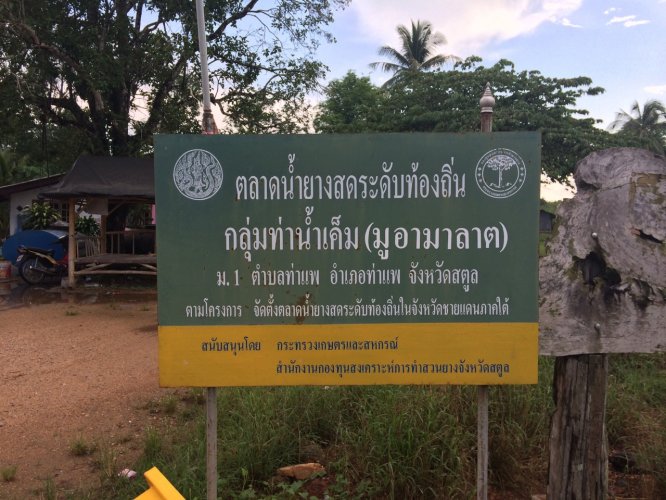 ตลาดน้ำยางสดระดับท้องถิ่น
กลุ่มท่าน้ำเค็ม (มูอามาลาต)
ม. 1 ตำบลท่าแพ อำเภอท่าแพ จังหวัดสตูล
ตามโครงการ จัดตั้งตลาดน้ำยางสดระดับท้องถิ่นในจังหวัดชายแดนภาคใต้
สนับสนุนโดย กระทรวงเกษตรและสหกรณ์
สำนักงานกองทุนสงเคราะห์การทำสวนยางจังหวัดสตูล